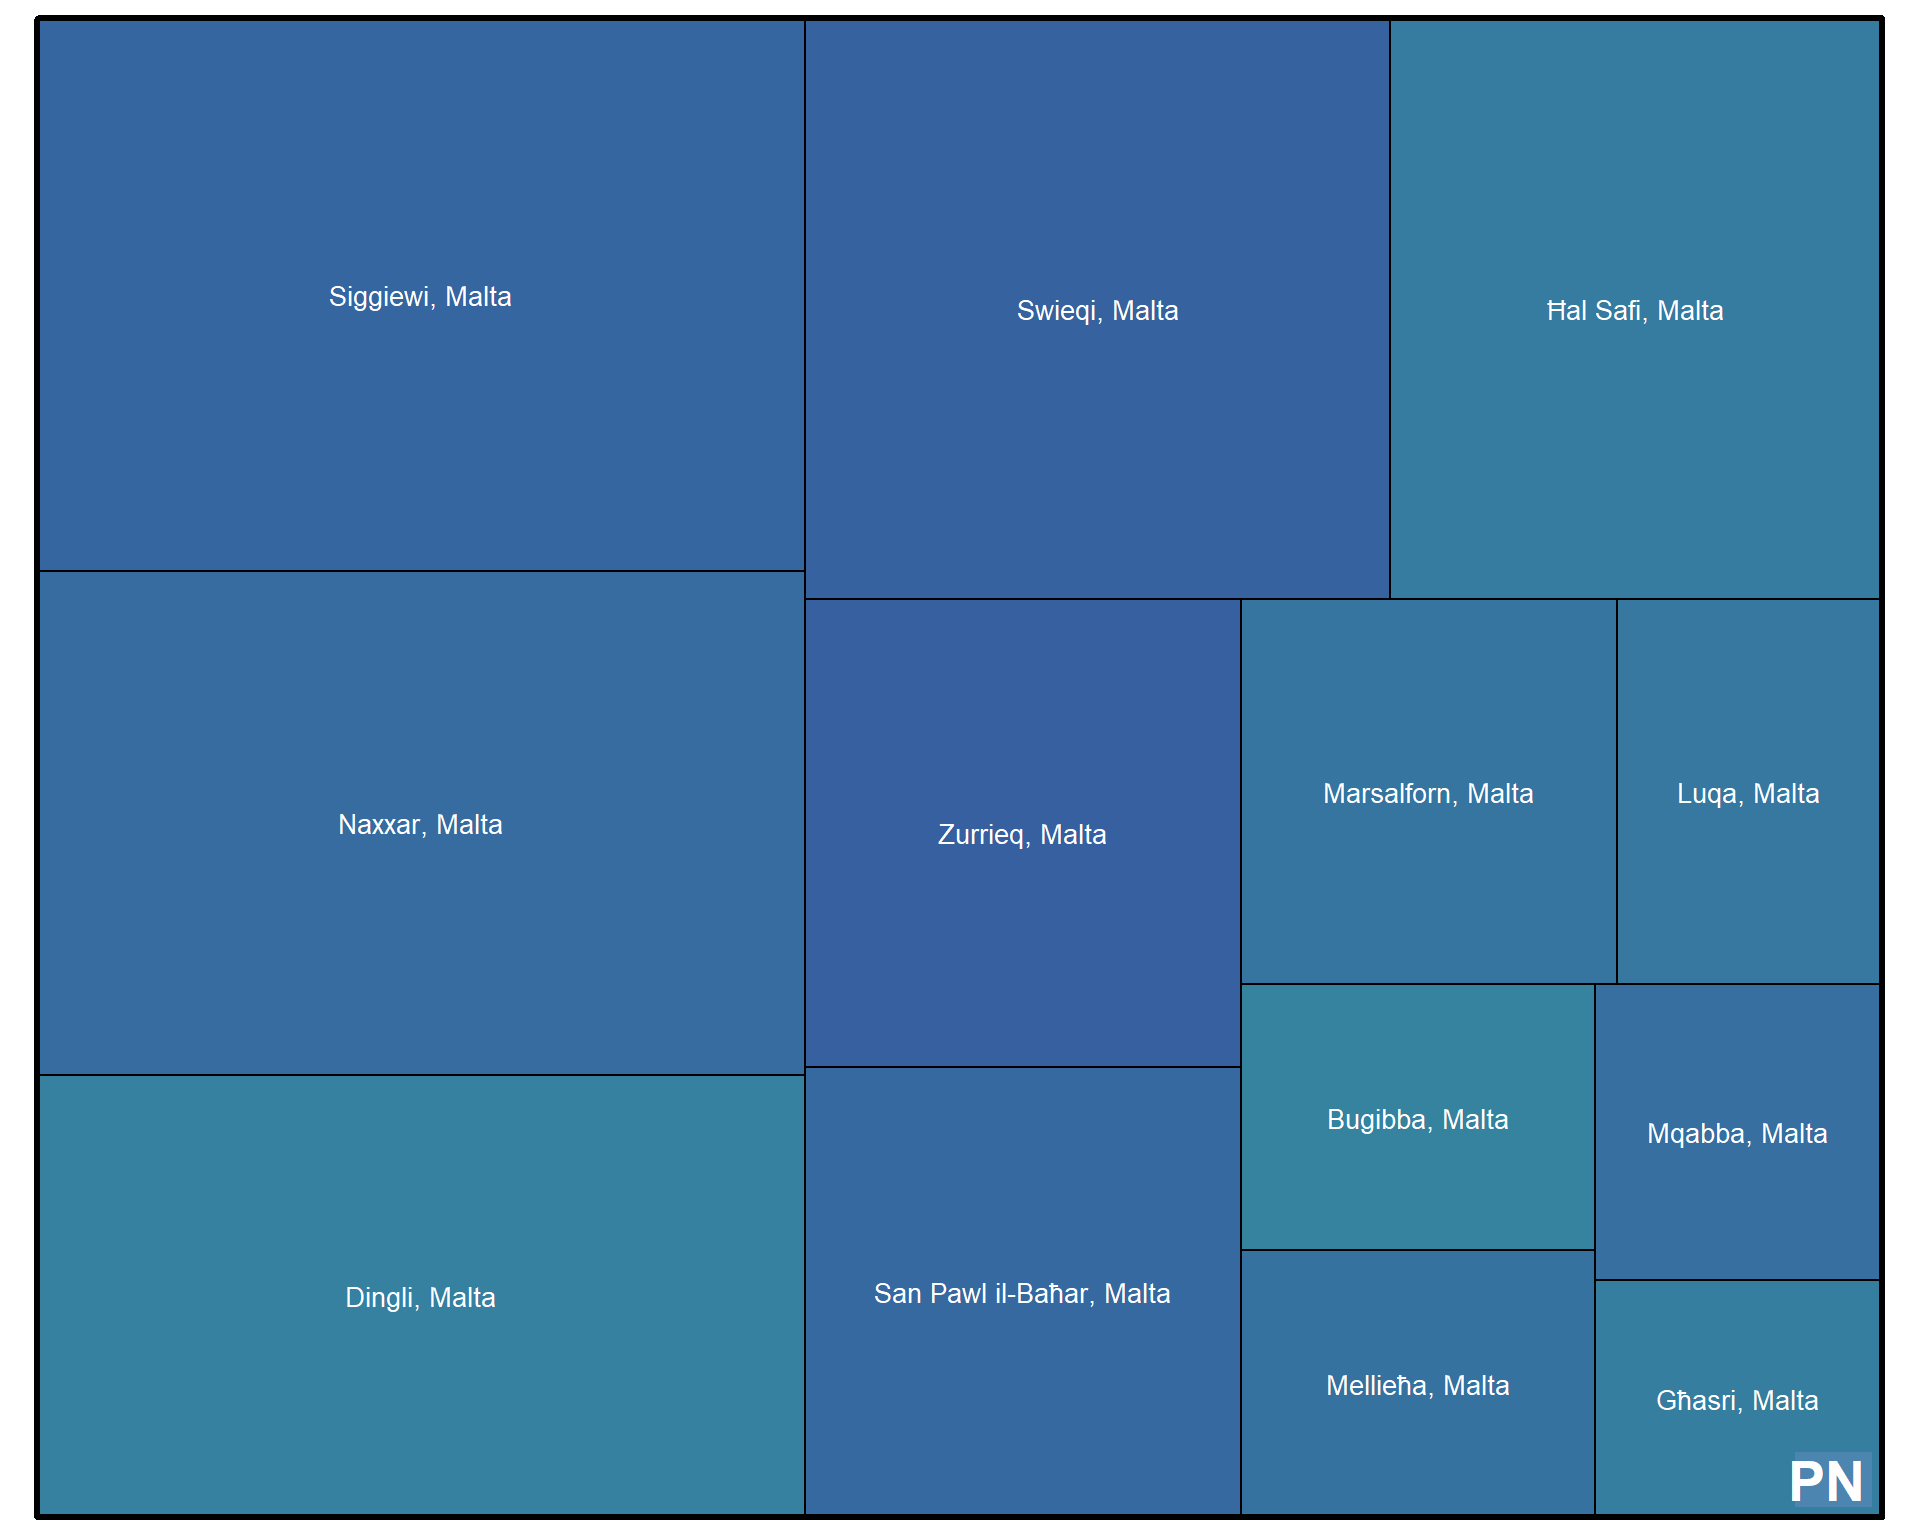 Siggiewi, Malta
Swieqi, Malta
Ħal Safi, Malta
Naxxar, Malta
Zurrieq, Malta
Marsalforn, Malta
Luqa, Malta
Bugibba, Malta
Mqabba, Malta
Dingli, Malta
San Pawl il-Baħar, Malta
Mellieħa, Malta
Għasri, Malta
PN